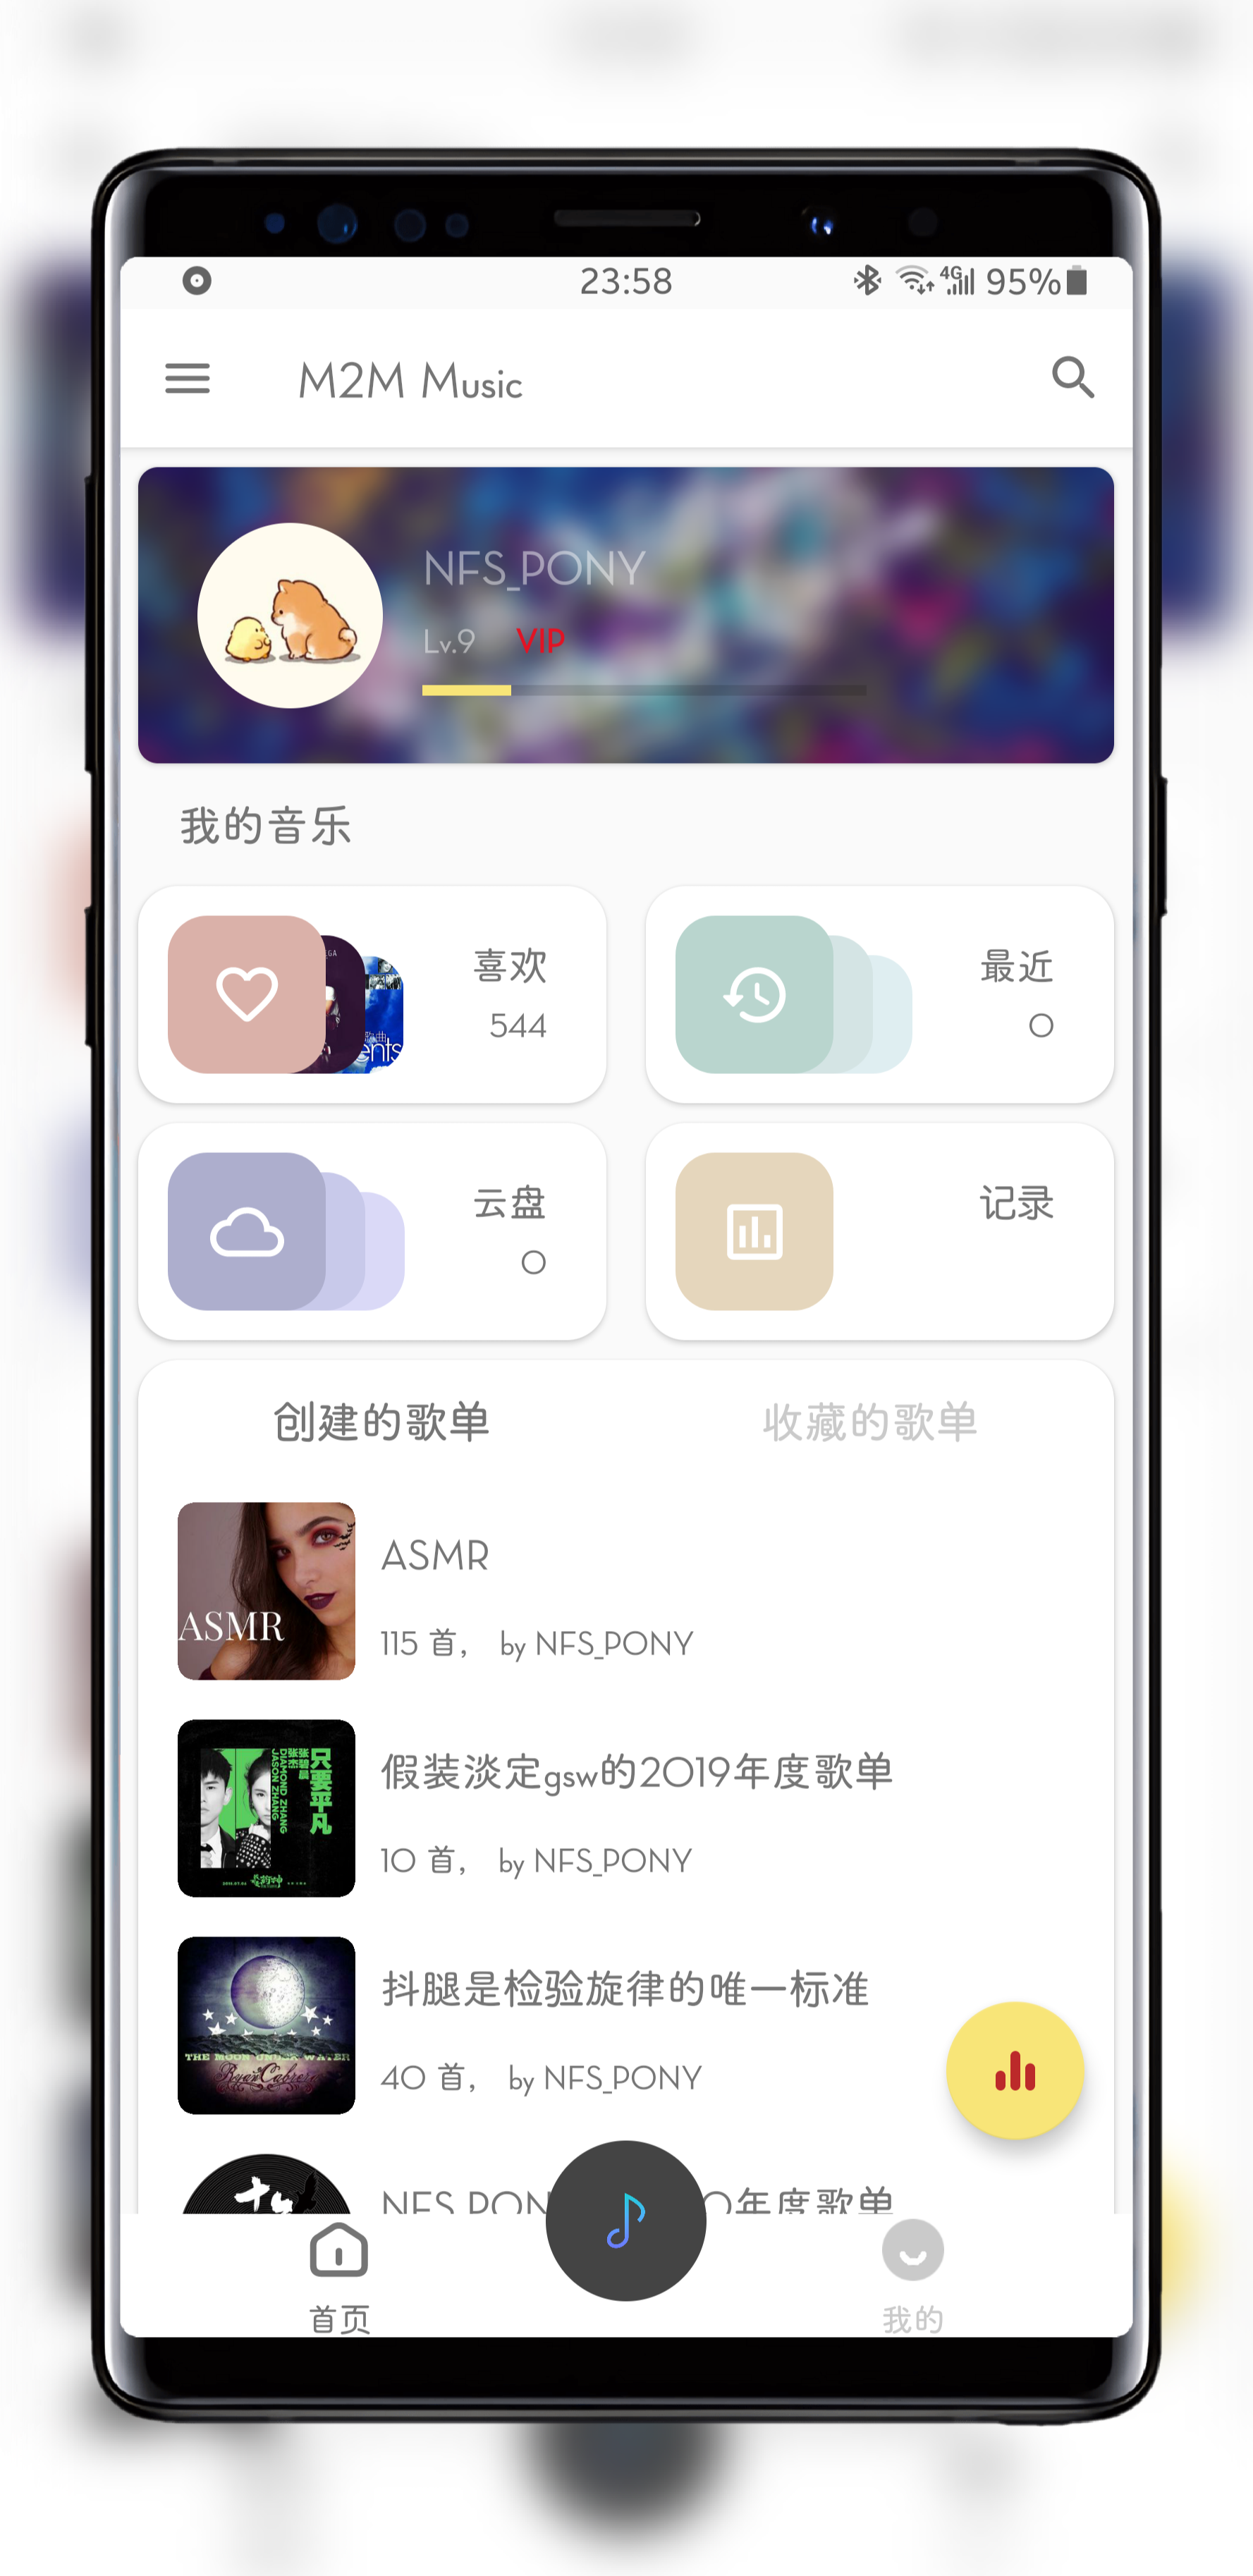 23:58
4G 95%
M2M Music
NFS_PONY
Lv.9 VIP
我的音乐
喜欢
544
最近
0
云盘
0
记录
创建的歌单 收藏的歌单
ASMR
ASMR
115 首， by NFS_PONY
只要平凡
张碧晨
张杰
DIAMOND ZHANG
JASON ZHANG
假装淡定gsw的2019年度歌单
10 首， by NFS_PONY
THE MOON UNDER WATER
Ryan Cabrera
抖腿是检验旋律的唯一标准
40 首， by NFS_PONY
年度歌单
首页 我的